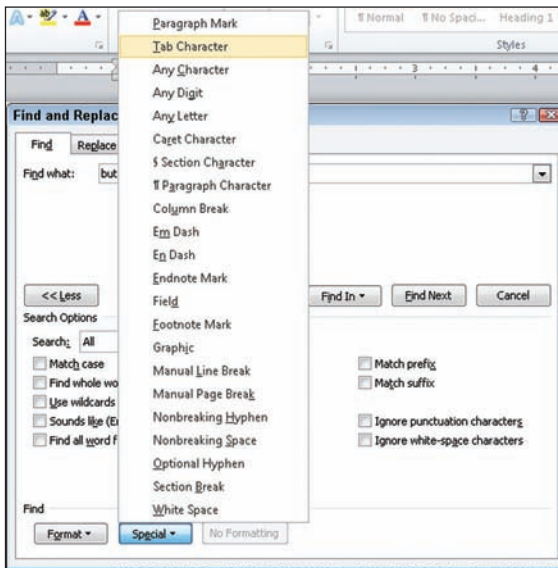 ¶ Normal ¶ No Spaci... Heading 1
Styles
3 4
Find and Replac
Find Replace
Find what: but
<< Less Find In Find Next Cancel
Search Options
Search: All
Match case Match prefix
Find whole wo Match suffix
Use wildcards
Sounds like (En Ignore punctuation characters
Find all word f Ignore white-space characters
Find
Format Special No Formatting
Paragraph Mark
Tab Character
Any Character
Any Digit
Any Letter
Caret Character
§ Section Character
¶ Paragraph Character
Column Break
Em Dash
En Dash
Endnote Mark
Field
Footnote Mark
Graphic
Manual Line Break
Manual Page Break
Nonbreaking Hyphen
Nonbreaking Space
Optional Hyphen
Section Break
White Space